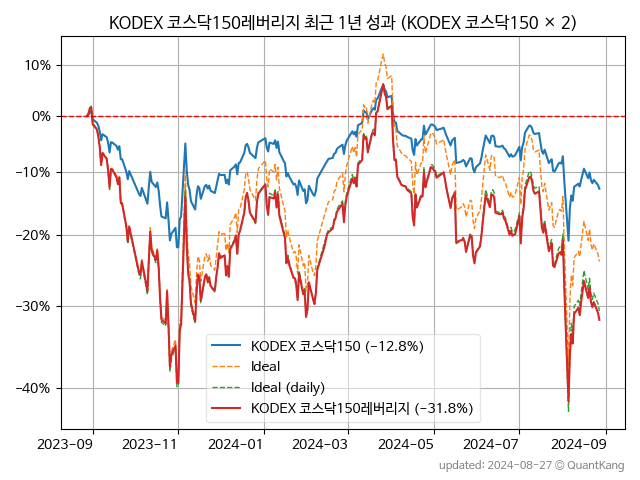 KODEX 코스닥150레버리지 최근 1년 성과 (KODEX 코스닥150 × 2)
10%
0%
−10%
−20%
−30%
−40%
KODEX 코스닥150 (−12.8%)
Ideal
Ideal (daily)
KODEX 코스닥150레버리지 (−31.8%)
2023-09 2023-11 2024-01 2024-03 2024-05 2024-07 2024-09
updated: 2024-08-27 © QuantKang